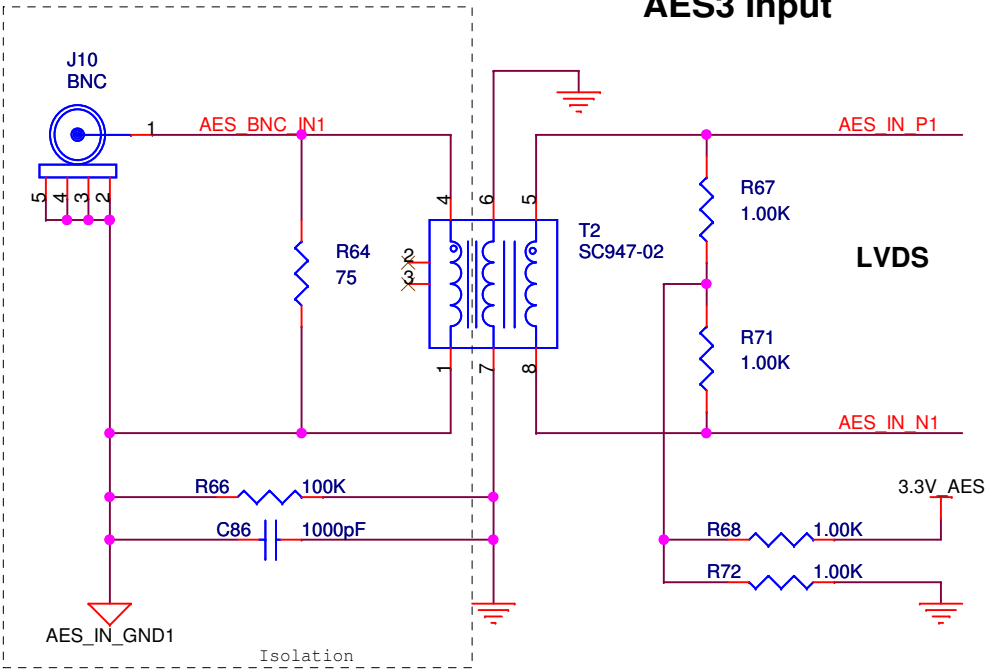 AES3 Input
J10
BNC
1
AES_BNC_IN1
AES_IN_P1
5
4
3
2
4
6
5
R67
1.00K
T2
SC947-02
R64
75
2
3
LVDS
R71
1.00K
1
7
8
AES_IN_N1
R66
100K
3.3V_AES
C86
1000pF
R68
1.00K
R72
1.00K
AES_IN_GND1
Isolation